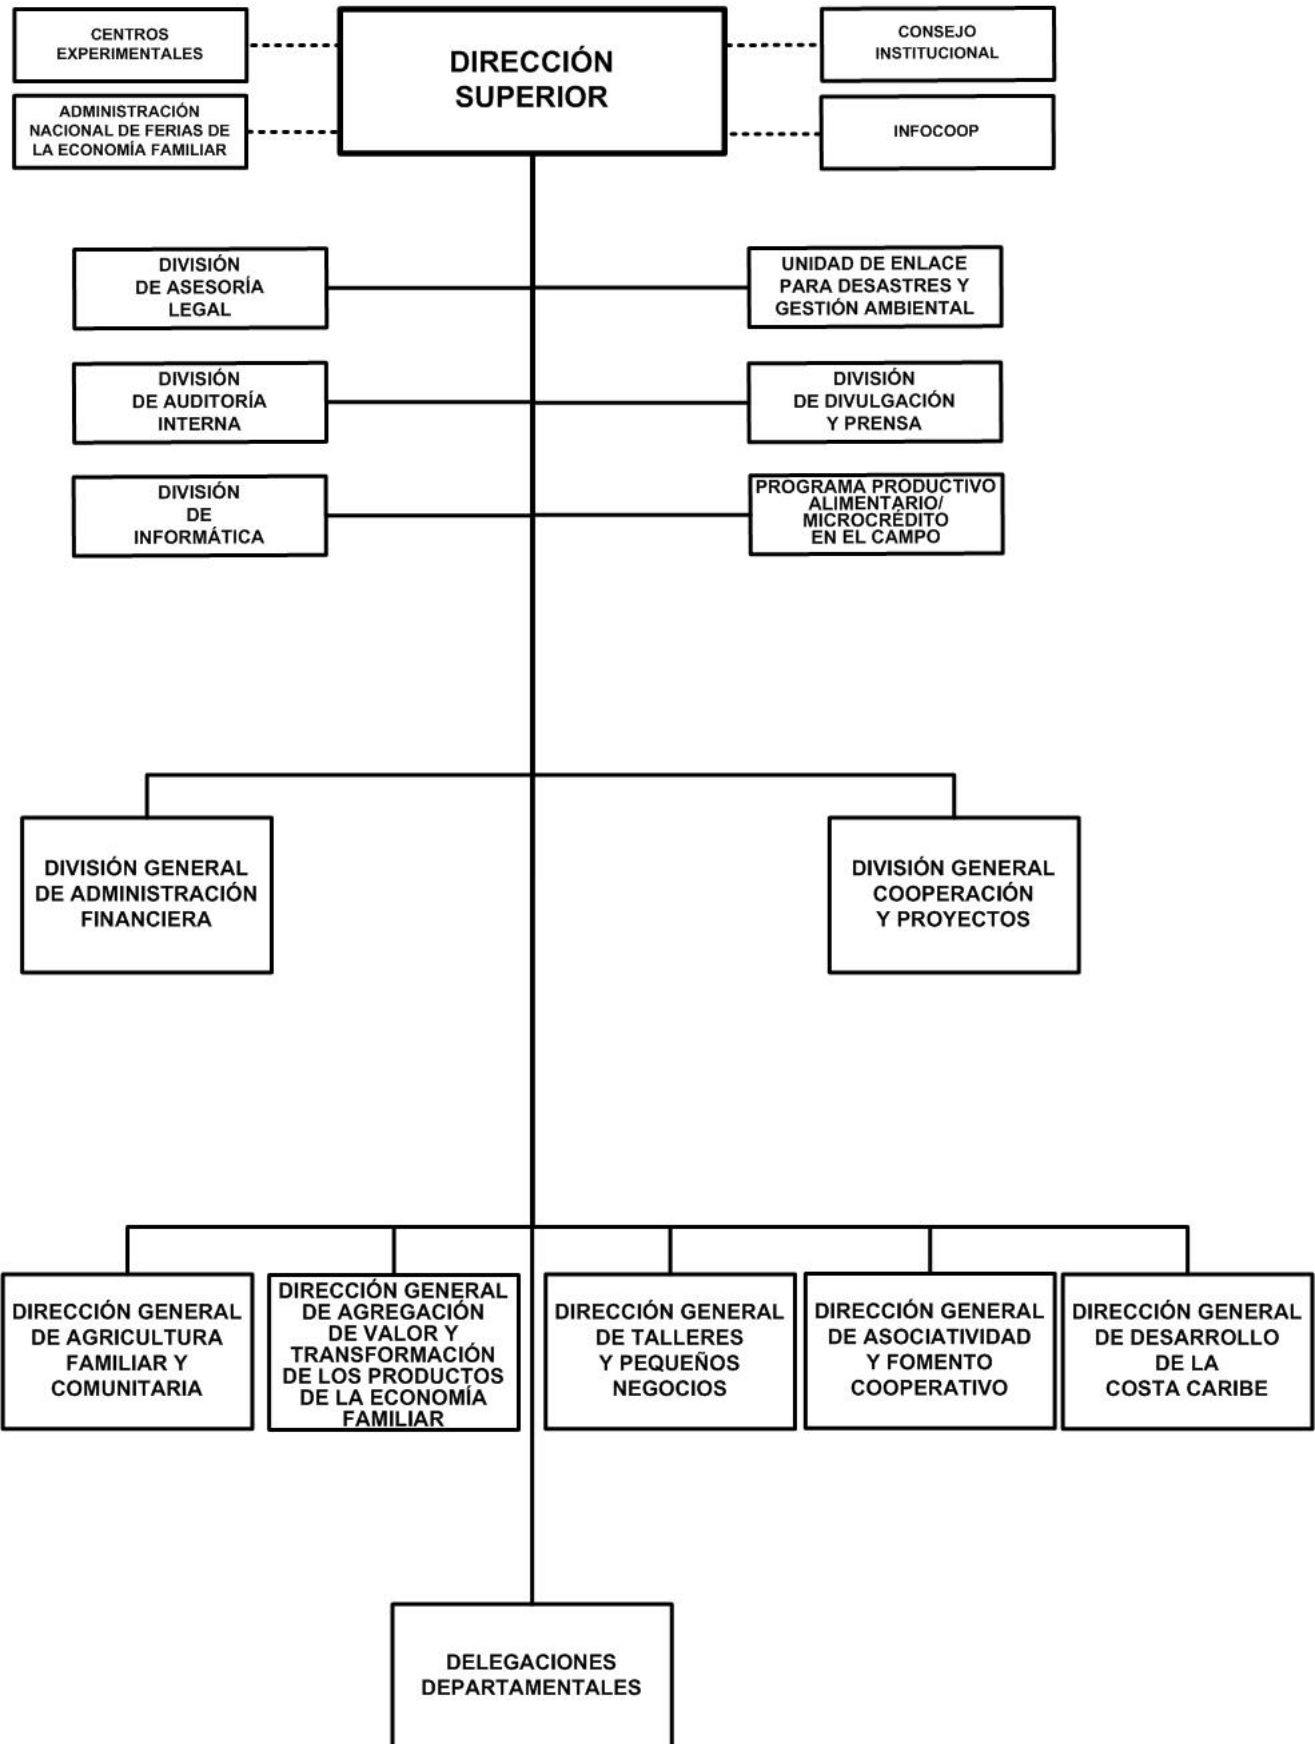 CENTROS
EXPERIMENTALES
DIRECCIÓN
SUPERIOR
CONSEJO
INSTITUCIONAL
ADMINISTRACIÓN
NACIONAL DE FERIAS DE
LA ECONOMÍA FAMILIAR
INFOCOOP
DIVISIÓN
DE ASESORÍA
LEGAL
UNIDAD DE ENLACE
PARA DESASTRES Y
GESTIÓN AMBIENTAL
DIVISIÓN
DE AUDITORÍA
INTERNA
DIVISIÓN
DE DIVULGACIÓN
Y PRENSA
DIVISIÓN
DE
INFORMÁTICA
PROGRAMA PRODUCTIVO
ALIMENTARIO/
MICROCRÉDITO
EN EL CAMPO
DIVISIÓN GENERAL
DE ADMINISTRACIÓN
FINANCIERA
DIVISIÓN GENERAL
COOPERACIÓN
Y PROYECTOS
DIRECCIÓN GENERAL
DE AGRICULTURA
FAMILIAR Y
COMUNITARIA
DIRECCIÓN GENERAL
DE AGREGACIÓN
DE VALOR Y
TRANSFORMACIÓN
DE LOS PRODUCTOS
DE LA ECONOMÍA
FAMILIAR
DIRECCIÓN GENERAL
DE TALLERES
Y PEQUEÑOS
NEGOCIOS
DIRECCIÓN GENERAL
DE ASOCIATIVIDAD
Y FOMENTO
COOPERATIVO
DIRECCIÓN GENERAL
DE DESARROLLO
DE LA
COSTA CARIBE
DELEGACIONES
DEPARTAMENTALES